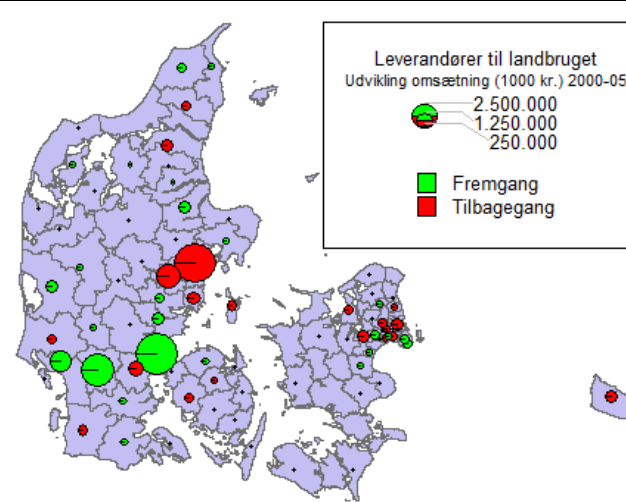 Leverandører til landbruget
Udvikling omsætning (1000 kr.) 2000-05
2.500.000
1.250.000
250.000
Fremgang
Tilbagegang